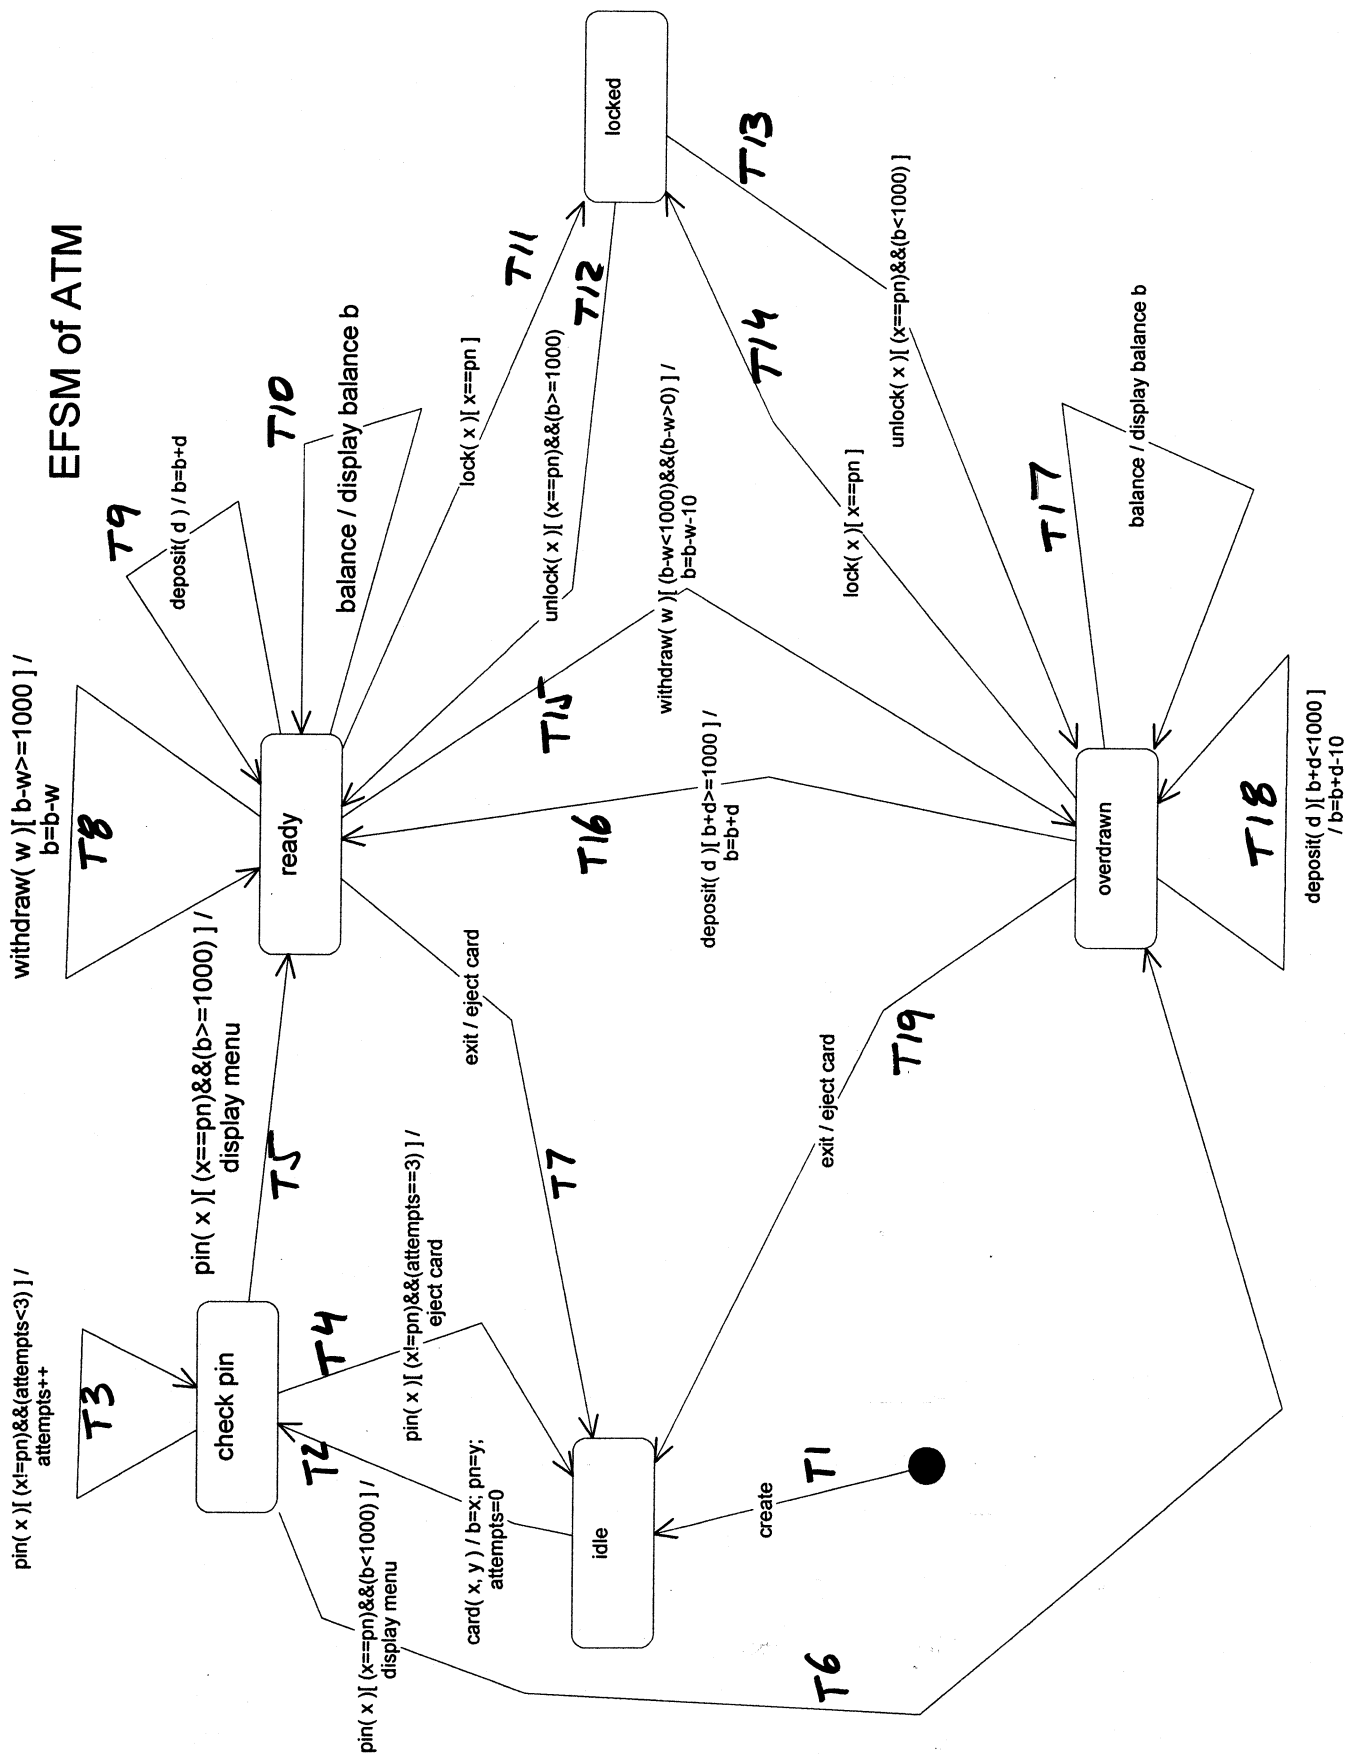 EFSM of ATM
pin( x )[ (x!=pn)&&(attempts<3) ] /
attempts++
T3
withdraw( w )[ b-w>=1000 ] /
b=b-w
T8
T9
deposit( d ) / b=b+d
T10
balance / display balance b
check pin
pin( x )[ (x==pn)&&(b>=1000) ] /
display menu
T5
ready
T2
T4
pin( x )[ (x==pn)&&(b<1000) ] /
display menu
pin( x )[ (x!=pn)&&(attempts==3) ] /
eject card
card( x, y ) / b=x; pn=y;
attempts=0
exit / eject card
T7
lock( x )[ x==pn ]
T11
unlock( x )[ (x==pn)&&(b>=1000)
T12
locked
idle
T15
T16
withdraw( w )[ (b-w<1000)&&(b-w>0) ] /
b=b-w-10
deposit( d )[ b+d>=1000 ] /
b=b+d
T13
T14
create
T1
T6
exit / eject card
T19
lock( x )[ x==pn ]
unlock( x )[ (x==pn)&&(b<1000) ]
T17
overdrawn
balance / display balance b
T18
deposit( d )[ b+d<1000 ]
/ b=b+d-10